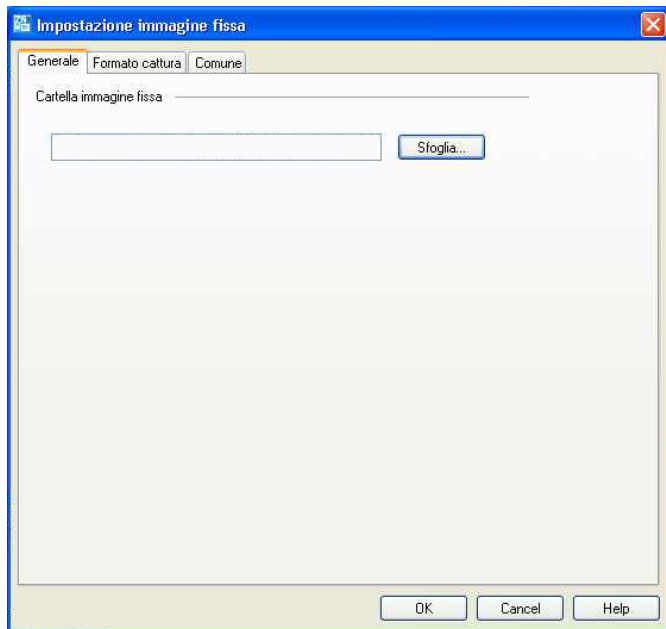 Impostazione immagine fissa
Generale Formato cattura Comune
Cartella immagine fissa
Sfoglia...
OK Cancel Help